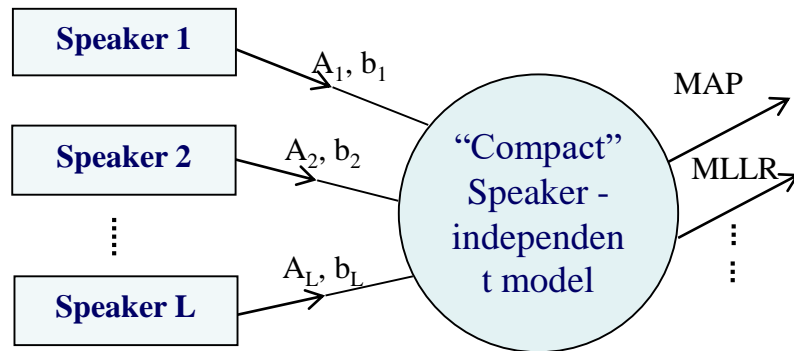 Speaker 1
A1, b1
Speaker 2
A2, b2
Speaker L
AL, bL
“Compact”
Speaker -
independen
t model
MAP
MLLR